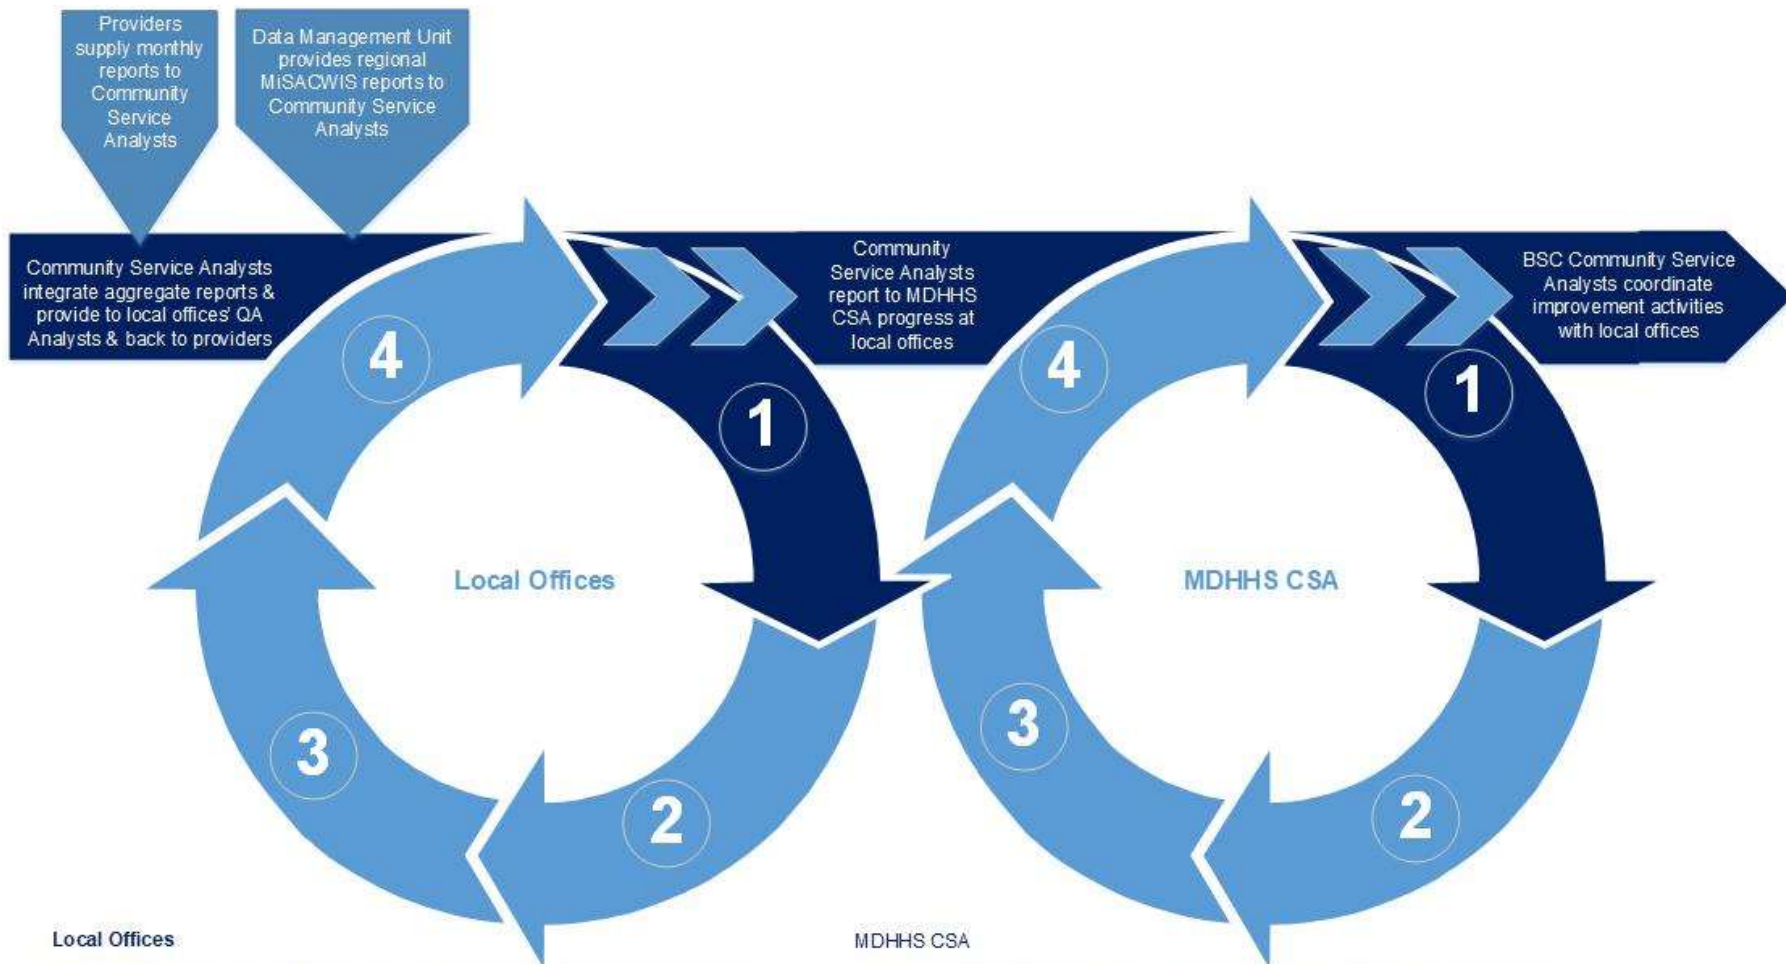 Providers
supply monthly
reports to
Community
Service
Analysts
Data Management Unit
provides regional
MiSACWIS reports to
Community Service
Analysts
Community Service Analysts
integrate aggregate reports &
provide to local offices' QA
Analysts & back to providers
Community
Service Analysts
report to MDHHS
CSA progress at
local offices
BSC Community Service
Analysts coordinate
improvement activities
with local offices
4
1
4
1
Local Offices
MDHHS CSA
3
2
3
2
Local Offices
MDHHS CSA